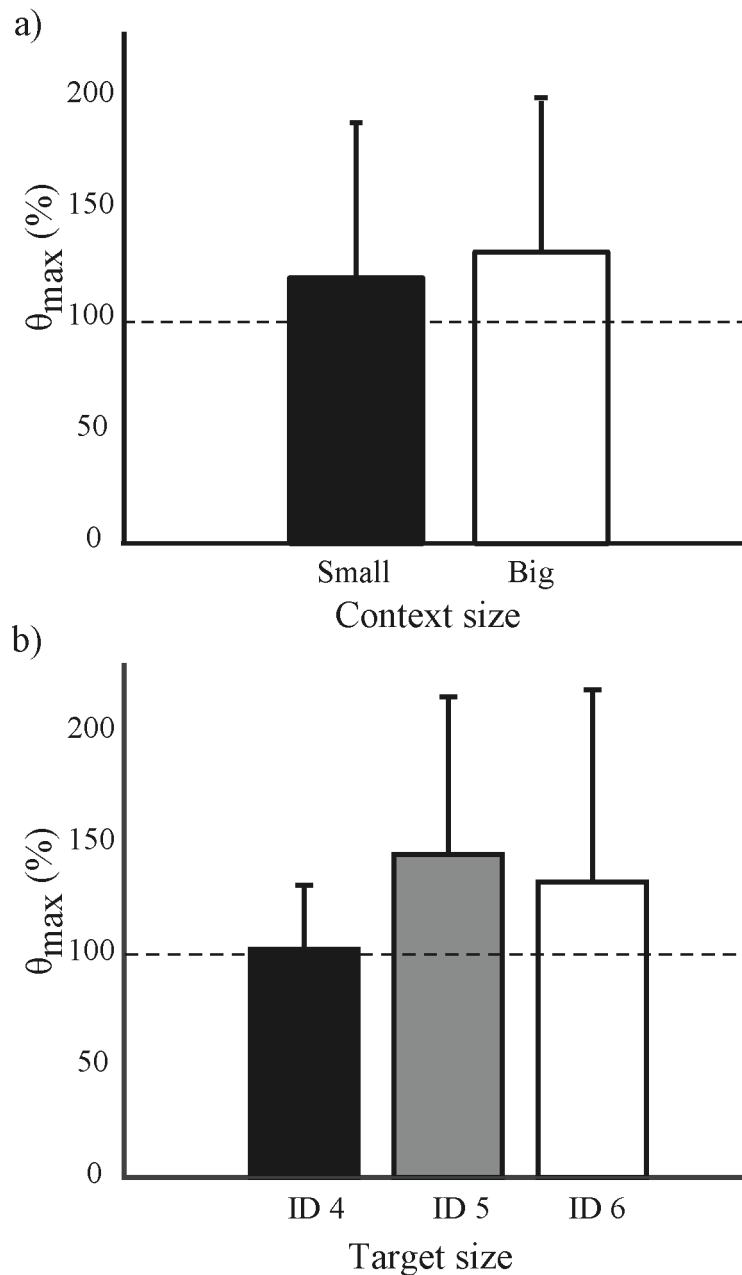 a)
200
150
100
50
0
θmax (%)
Small Big
Context size
b)
200
150
100
50
0
θmax (%)
ID 4 ID 5 ID 6
Target size